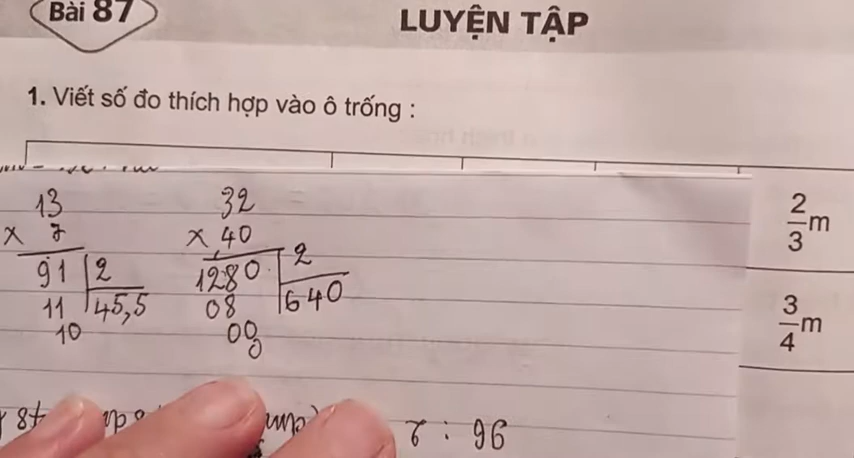 Bài 87
LUYỆN TẬP
1. Viết số đo thích hợp vào ô trống :
13
x 7
91 2
11 45,5
10
32
x 40
1280 2
08 640
00
0
2/3 m
3/4 m
96 : 2